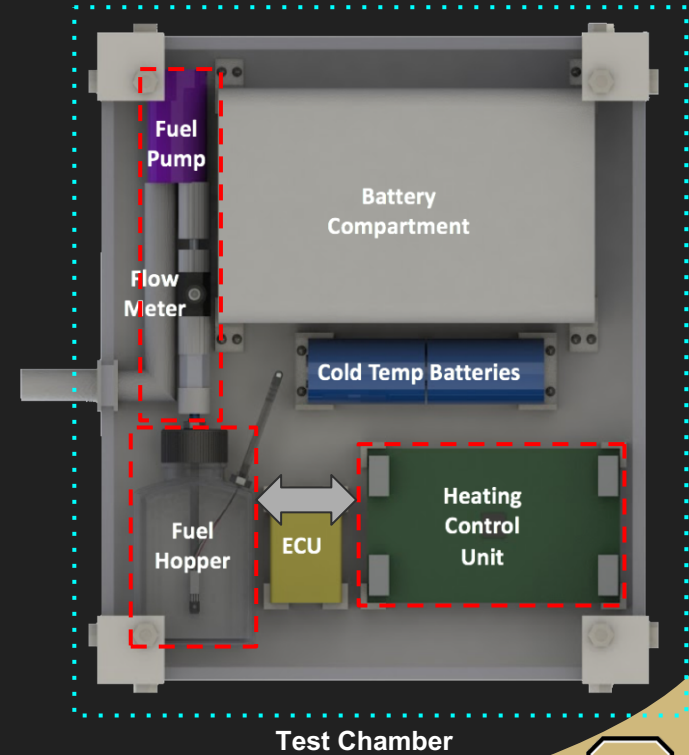 Fuel
Pump
Battery
Compartment
Flow
Meter
Cold Temp Batteries
Heating
Control
Unit
Fuel
Hopper
ECU
Test Chamber